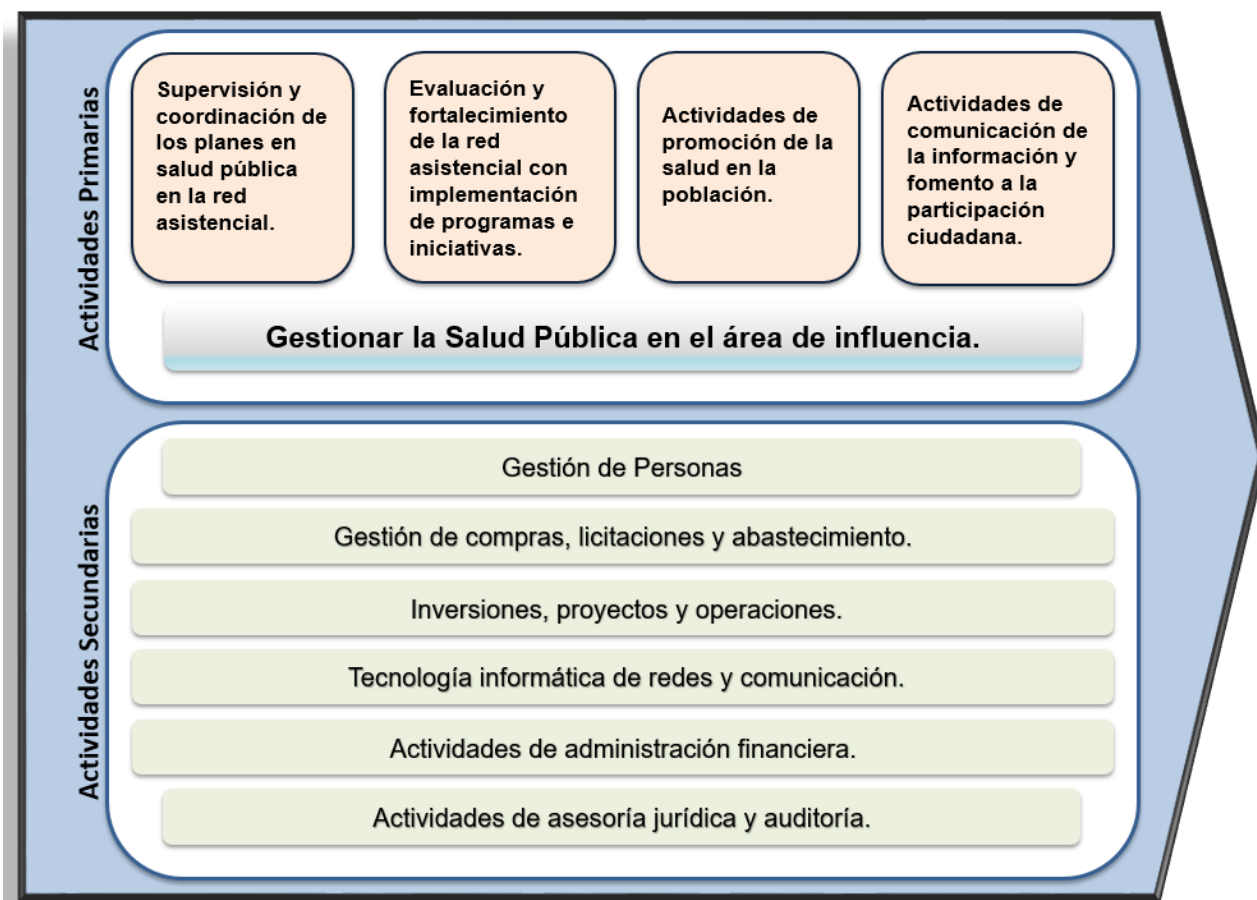 Actividades Primarias
Supervisión y
coordinación de
los planes en
salud pública
en la red
asistencial.
Evaluación y
fortalecimiento
de la red
asistencial con
implementación
de programas e
iniciativas.
Actividades de
promoción de la
salud en la
población.
Actividades de
comunicación de
la información y
fomento a la
participación
ciudadana.
Gestionar la Salud Pública en el área de influencia.
Actividades Secundarias
Gestión de Personas
Gestión de compras, licitaciones y abastecimiento.
Inversiones, proyectos y operaciones.
Tecnología informática de redes y comunicación.
Actividades de administración financiera.
Actividades de asesoría jurídica y auditoría.